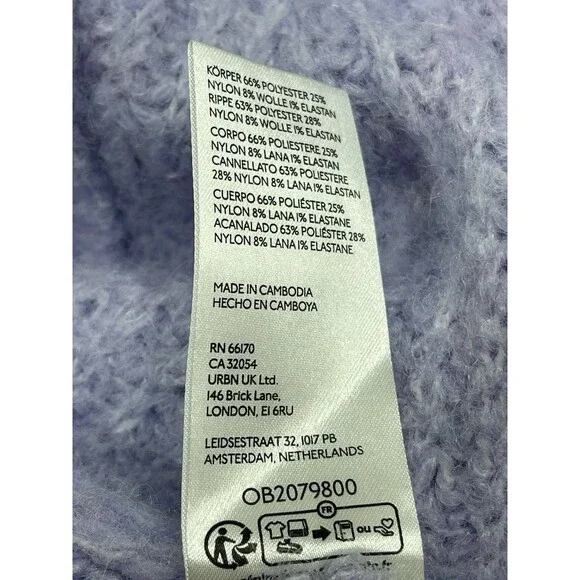 KÖRPER 66% POLYESTER 25%
NYLON 8% WOLLE 1% ELASTAN
RIPPE 63% POLYESTER 28%
NYLON 8% WOLLE 1% ELASTAN
CORPO 66% POLIESTERE 25%
NYLON 8% LANA 1% ELASTAN
CANNELLATO 63% POLIESTERE
28% NYLON 8% LANA 1% ELASTAN
CUERPO 66% POLIÉSTER 25%
NYLON 8% LANA 1% ELASTANE
ACANALADO 63% POLIÉSTER 28%
NYLON 8% LANA 1% ELASTANE
MADE IN CAMBODIA
HECHO EN CAMBOYA
RN 66170
CA 32054
URBN UK Ltd.
146 Brick Lane,
LONDON, E1 6RU
LEIDSESTRAAT 32, 1017 PB
AMSTERDAM, NETHERLANDS
OB2079800
FR
OU